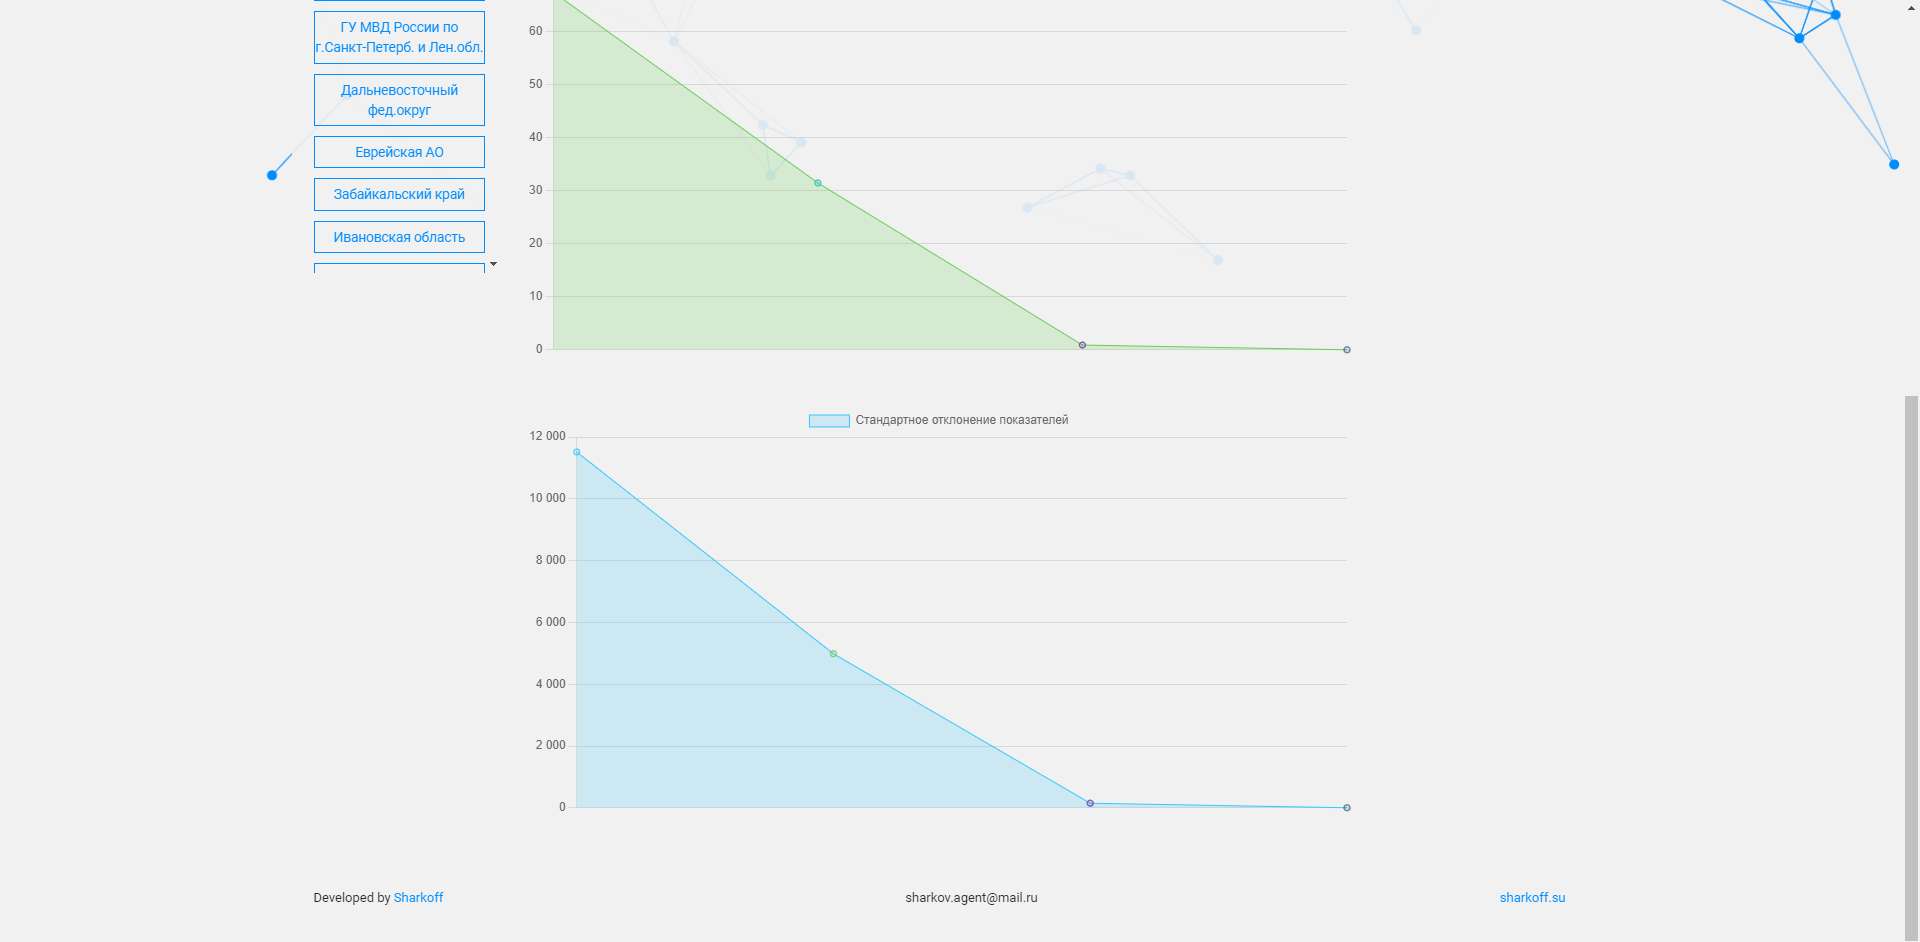 ГУ МВД России по
г.Санкт-Петерб. и Лен.обл.
Дальневосточный
фед.округ
Еврейская АО
Забайкальский край
Ивановская область
60
50
40
30
20
10
0
Стандартное отклонение показателей
12 000
10 000
8 000
6 000
4 000
2 000
0
Developed by Sharkoff
sharkov.agent@mail.ru
sharkoff.su